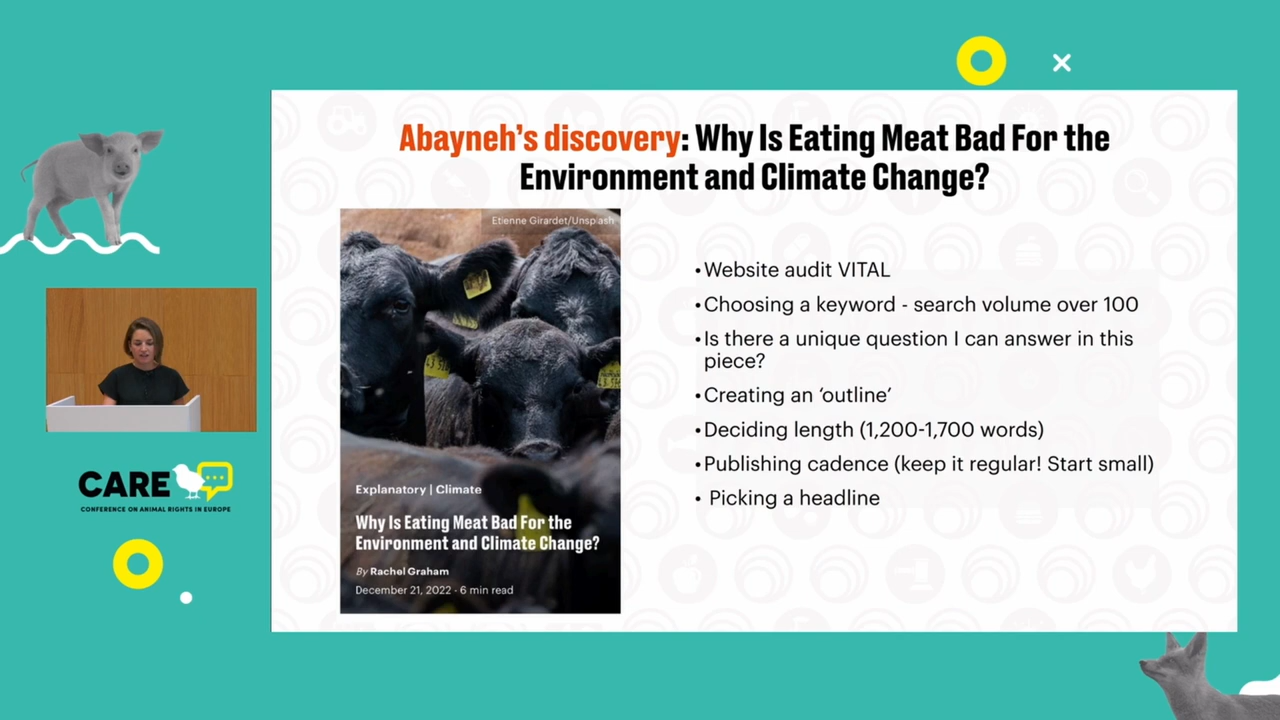 Abayneh's discovery: Why Is Eating Meat Bad For the
Environment and Climate Change?
Etienne Girardet/Unsplash
Explanatory | Climate
Why Is Eating Meat Bad For the
Environment and Climate Change?
By Rachel Graham
December 21, 2022 · 6 min read
•Website audit VITAL
•Choosing a keyword - search volume over 100
•Is there a unique question I can answer in this
piece?
•Creating an 'outline'
•Deciding length (1,200-1,700 words)
•Publishing cadence (keep it regular! Start small)
• Picking a headline
CARE
CONFERENCE ON ANIMAL RIGHTS IN EUROPE